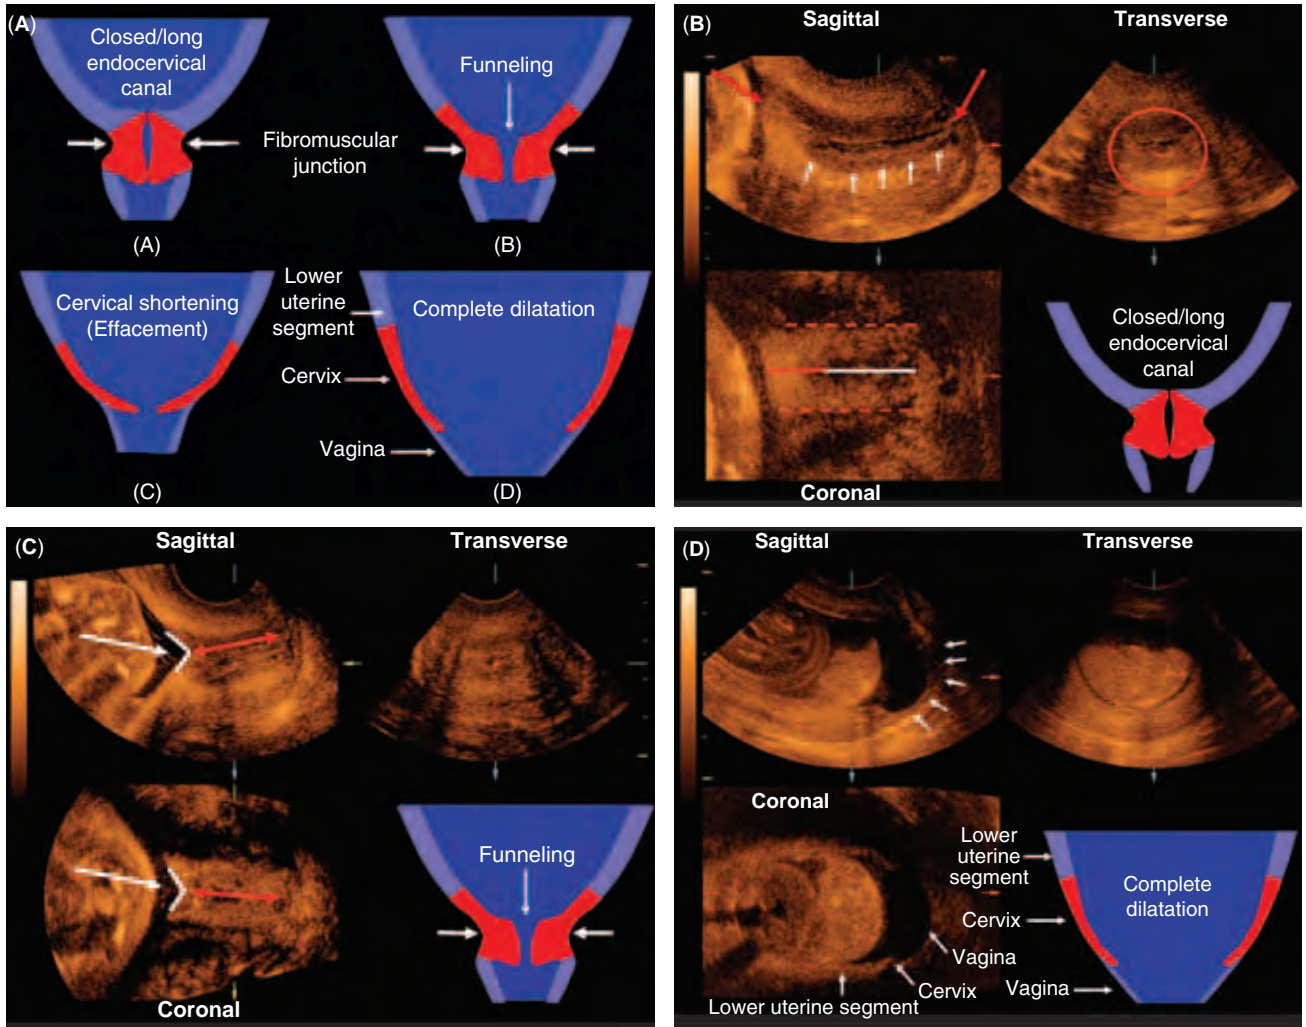 (A)
Closed/long
endocervical
canal
Funneling
Fibromuscular
junction
(A)
(B)
Cervical shortening
(Effacement)
Lower
uterine
segment
Complete dilatation
Cervix
Vagina
(C)
(D)
(B)
Sagittal
Transverse
Closed/long
endocervical
canal
Coronal
(C)
Sagittal
Transverse
Funneling
Coronal
(D)
Sagittal
Transverse
Coronal
Lower
uterine
segment
Complete
dilatation
Cervix
Vagina
Cervix
Vagina
Lower uterine segment